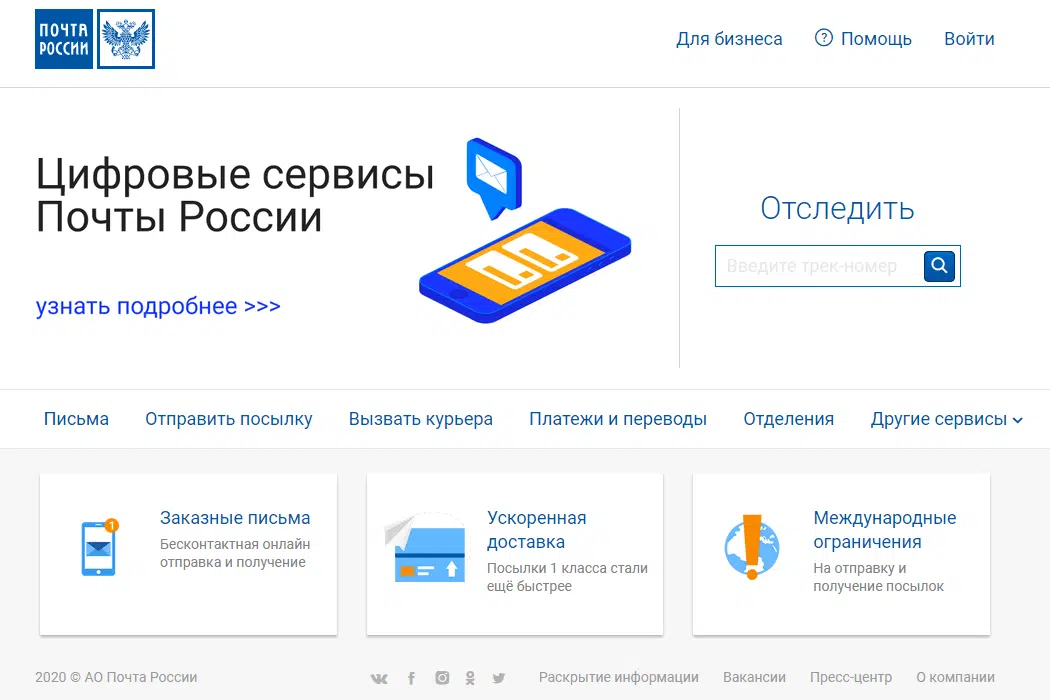 ПОЧТА
РОССИИ
Для бизнеса
? Помощь
Войти
Цифровые сервисы
Почты России
узнать подробнее >>>
Отследить
Введите трек-номер
Письма
Отправить посылку
Вызвать курьера
Платежи и переводы
Отделения
Другие сервисы
1
Заказные письма
Бесконтактная онлайн
отправка и получение
Ускоренная
доставка
Посылки 1 класса стали
ещё быстрее
Международные
ограничения
На отправку и
получение посылок
2020 © АО Почта России
Раскрытие информации
Вакансии
Пресс-центр
О компании